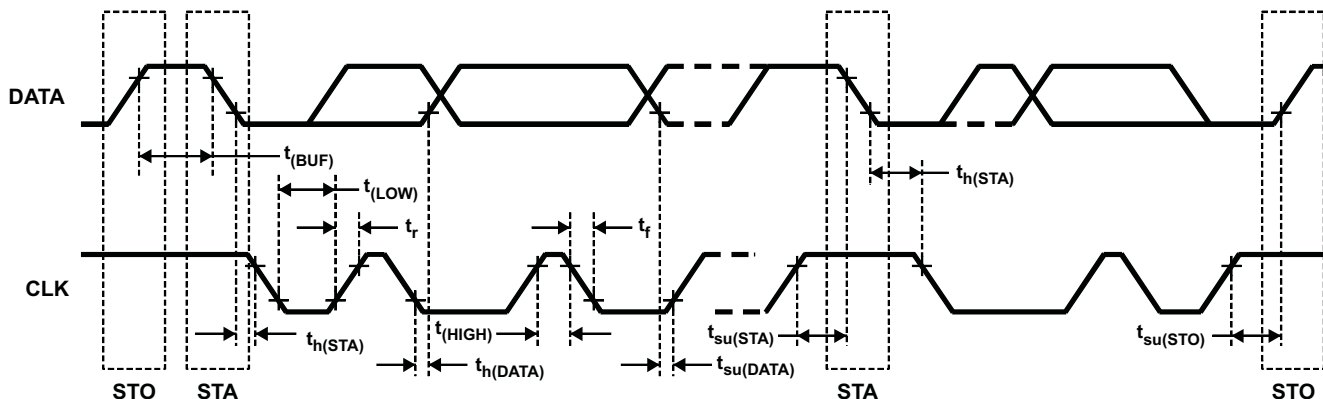 DATA
t(BUF)
t(LOW)
tr
tf
th(STA)
CLK
th(STA)
t(HIGH)
th(DATA)
tsu(DATA)
tsu(STA)
tsu(STO)
STO
STA
STA
STO